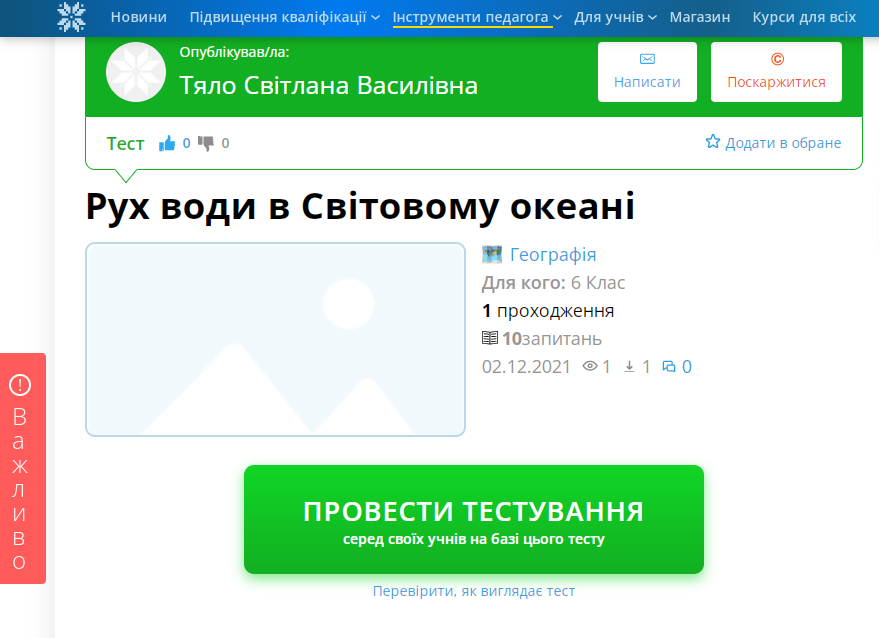 Новини Підвищення кваліфікації Інструменти педагога Для учнів Магазин Курси для всіх
Опублікував/ла:
Тяло Світлана Василівна
Написати
© Поскаржитися
Тест 0 0
Додати в обране
Рух води в Світовому океані
Географія
Для кого: 6 Клас
1 проходження
10запитань
02.12.2021 1 1 0
Важливо
ПРОВЕСТИ ТЕСТУВАННЯ
серед своїх учнів на базі цього тесту
Перевірити, як виглядає тест